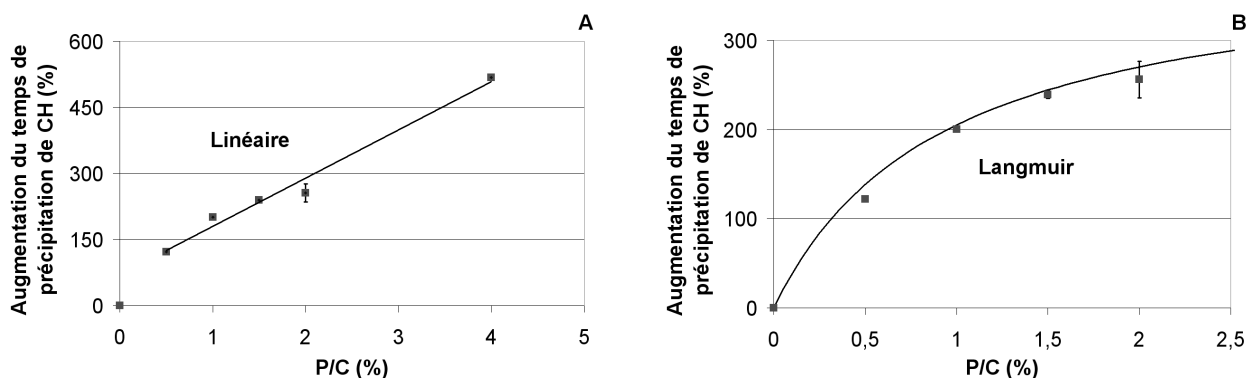 A
Augmentation du temps de
précipitation de CH (%)
600
450
300
150
0
Linéaire
0 1 2 3 4 5
P/C (%)
B
Augmentation du temps de
précipitation de CH (%)
300
200
100
0
Langmuir
0 0,5 1 1,5 2 2,5
P/C (%)